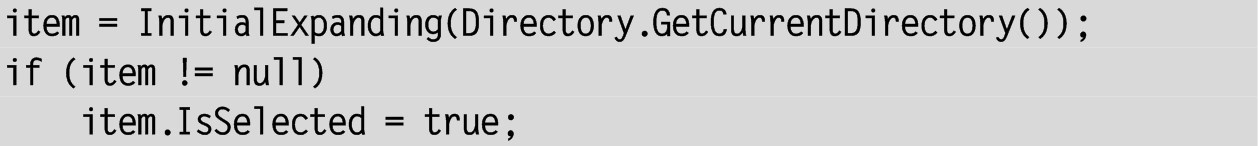 item = InitialExpanding(Directory.GetCurrentDirectory());
if (item != null)
    item.IsSelected = true;